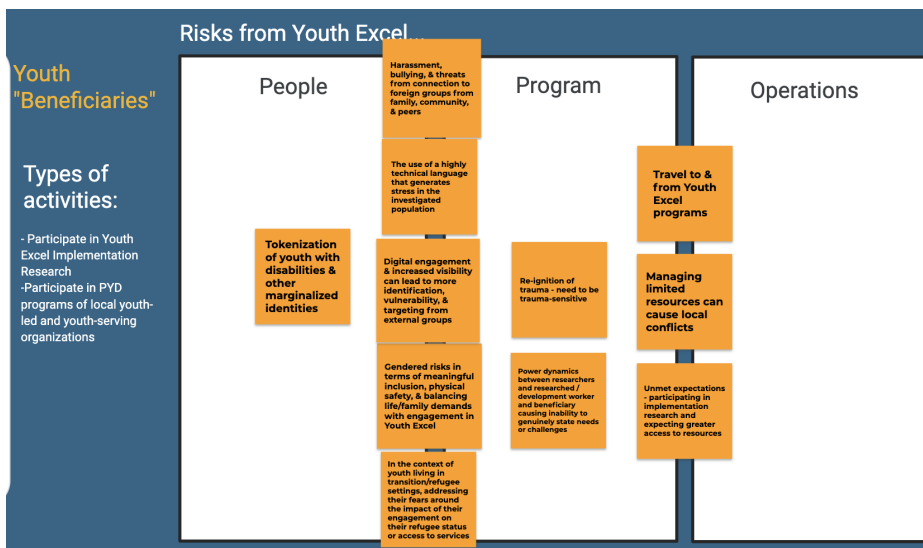 Risks from Youth Excel...
Youth
"Beneficiaries"
Types of
activities:
- Participate in Youth
Excel Implementation
Research
-Participate in PYD
programs of local youth-
led and youth-serving
organizations
People
Tokenization
of youth with
disabilities &
other
marginalized
identities
Harassment,
bullying, & threats
from connection to
foreign groups from
family, community,
& peers
The use of a highly
technical language
that generates
stress in the
investigated
population
Digital engagement
& increased visibility
can lead to more
identification,
vulnerability, &
targeting from
external groups
Gendered risks in
terms of meaningful
inclusion, physical
safety, & balancing
life/family demands
with engagement in
Youth Excel
In the context of
youth living in
transition/refugee
settings, addressing
their fears around
the impact of their
engagement on
their refugee status
or access to services
Program
Re-ignition of
trauma - need to be
trauma-sensitive
Power dynamics
between researchers
and researched /
development worker
and beneficiary
causing inability to
genuinely state needs
or challenges
Travel to &
from Youth
Excel
programs
Managing
limited
resources can
cause local
conflicts
Unmet expectations
- participating in
implementation
research and
expecting greater
access to resources
Operations